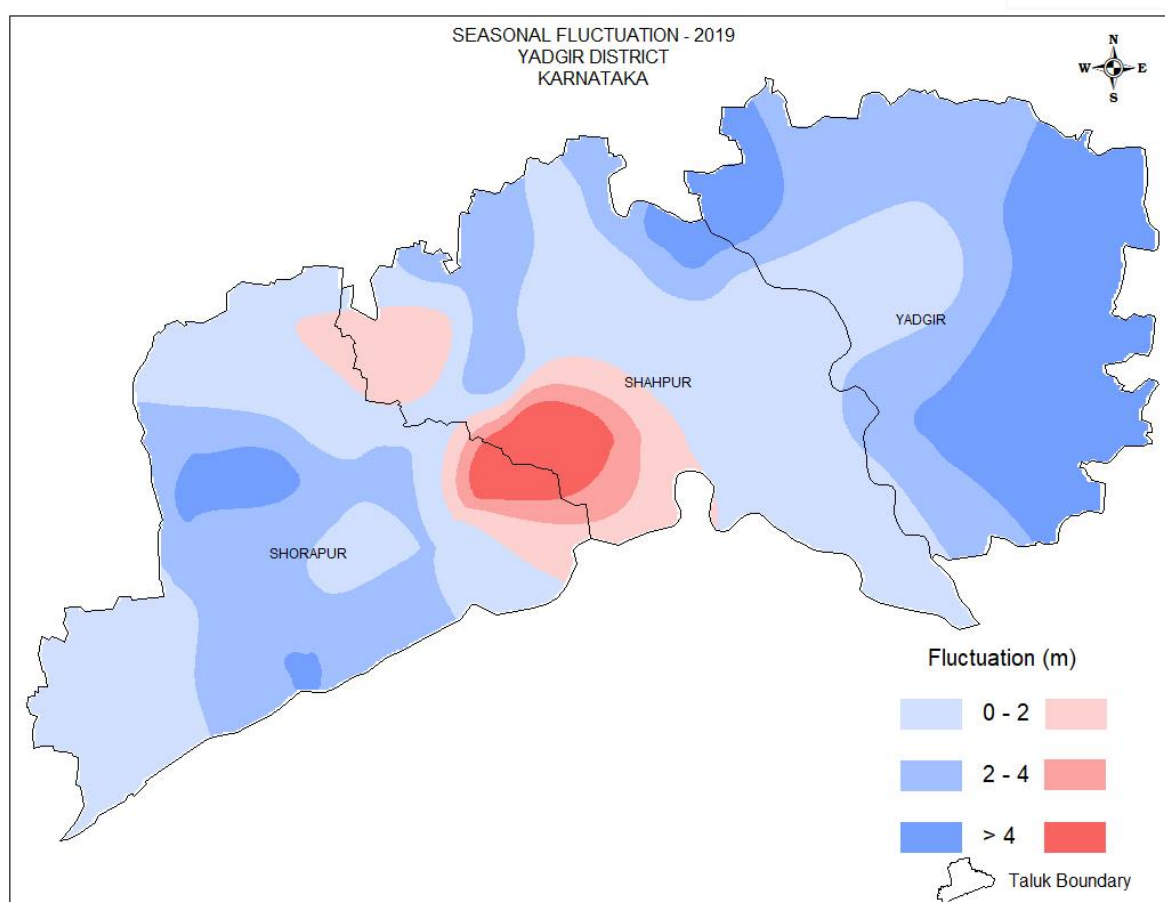 SEASONAL FLUCTUATION - 2019
YADGIR DISTRICT
KARNATAKA
N
W E
S
YADGIR
SHAHPUR
SHORAPUR
Fluctuation (m)
0 - 2
2 - 4
> 4
Taluk Boundary